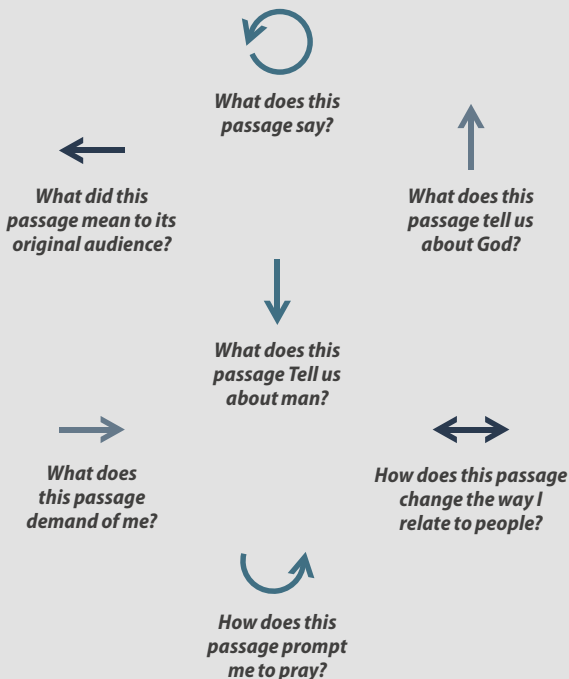 What does this
passage say?
What did this
passage mean to its
original audience?
What does this
passage tell us
about God?
What does this
passage Tell us
about man?
What does
this passage
demand of me?
How does this passage
change the way I
relate to people?
How does this
passage prompt
me to pray?